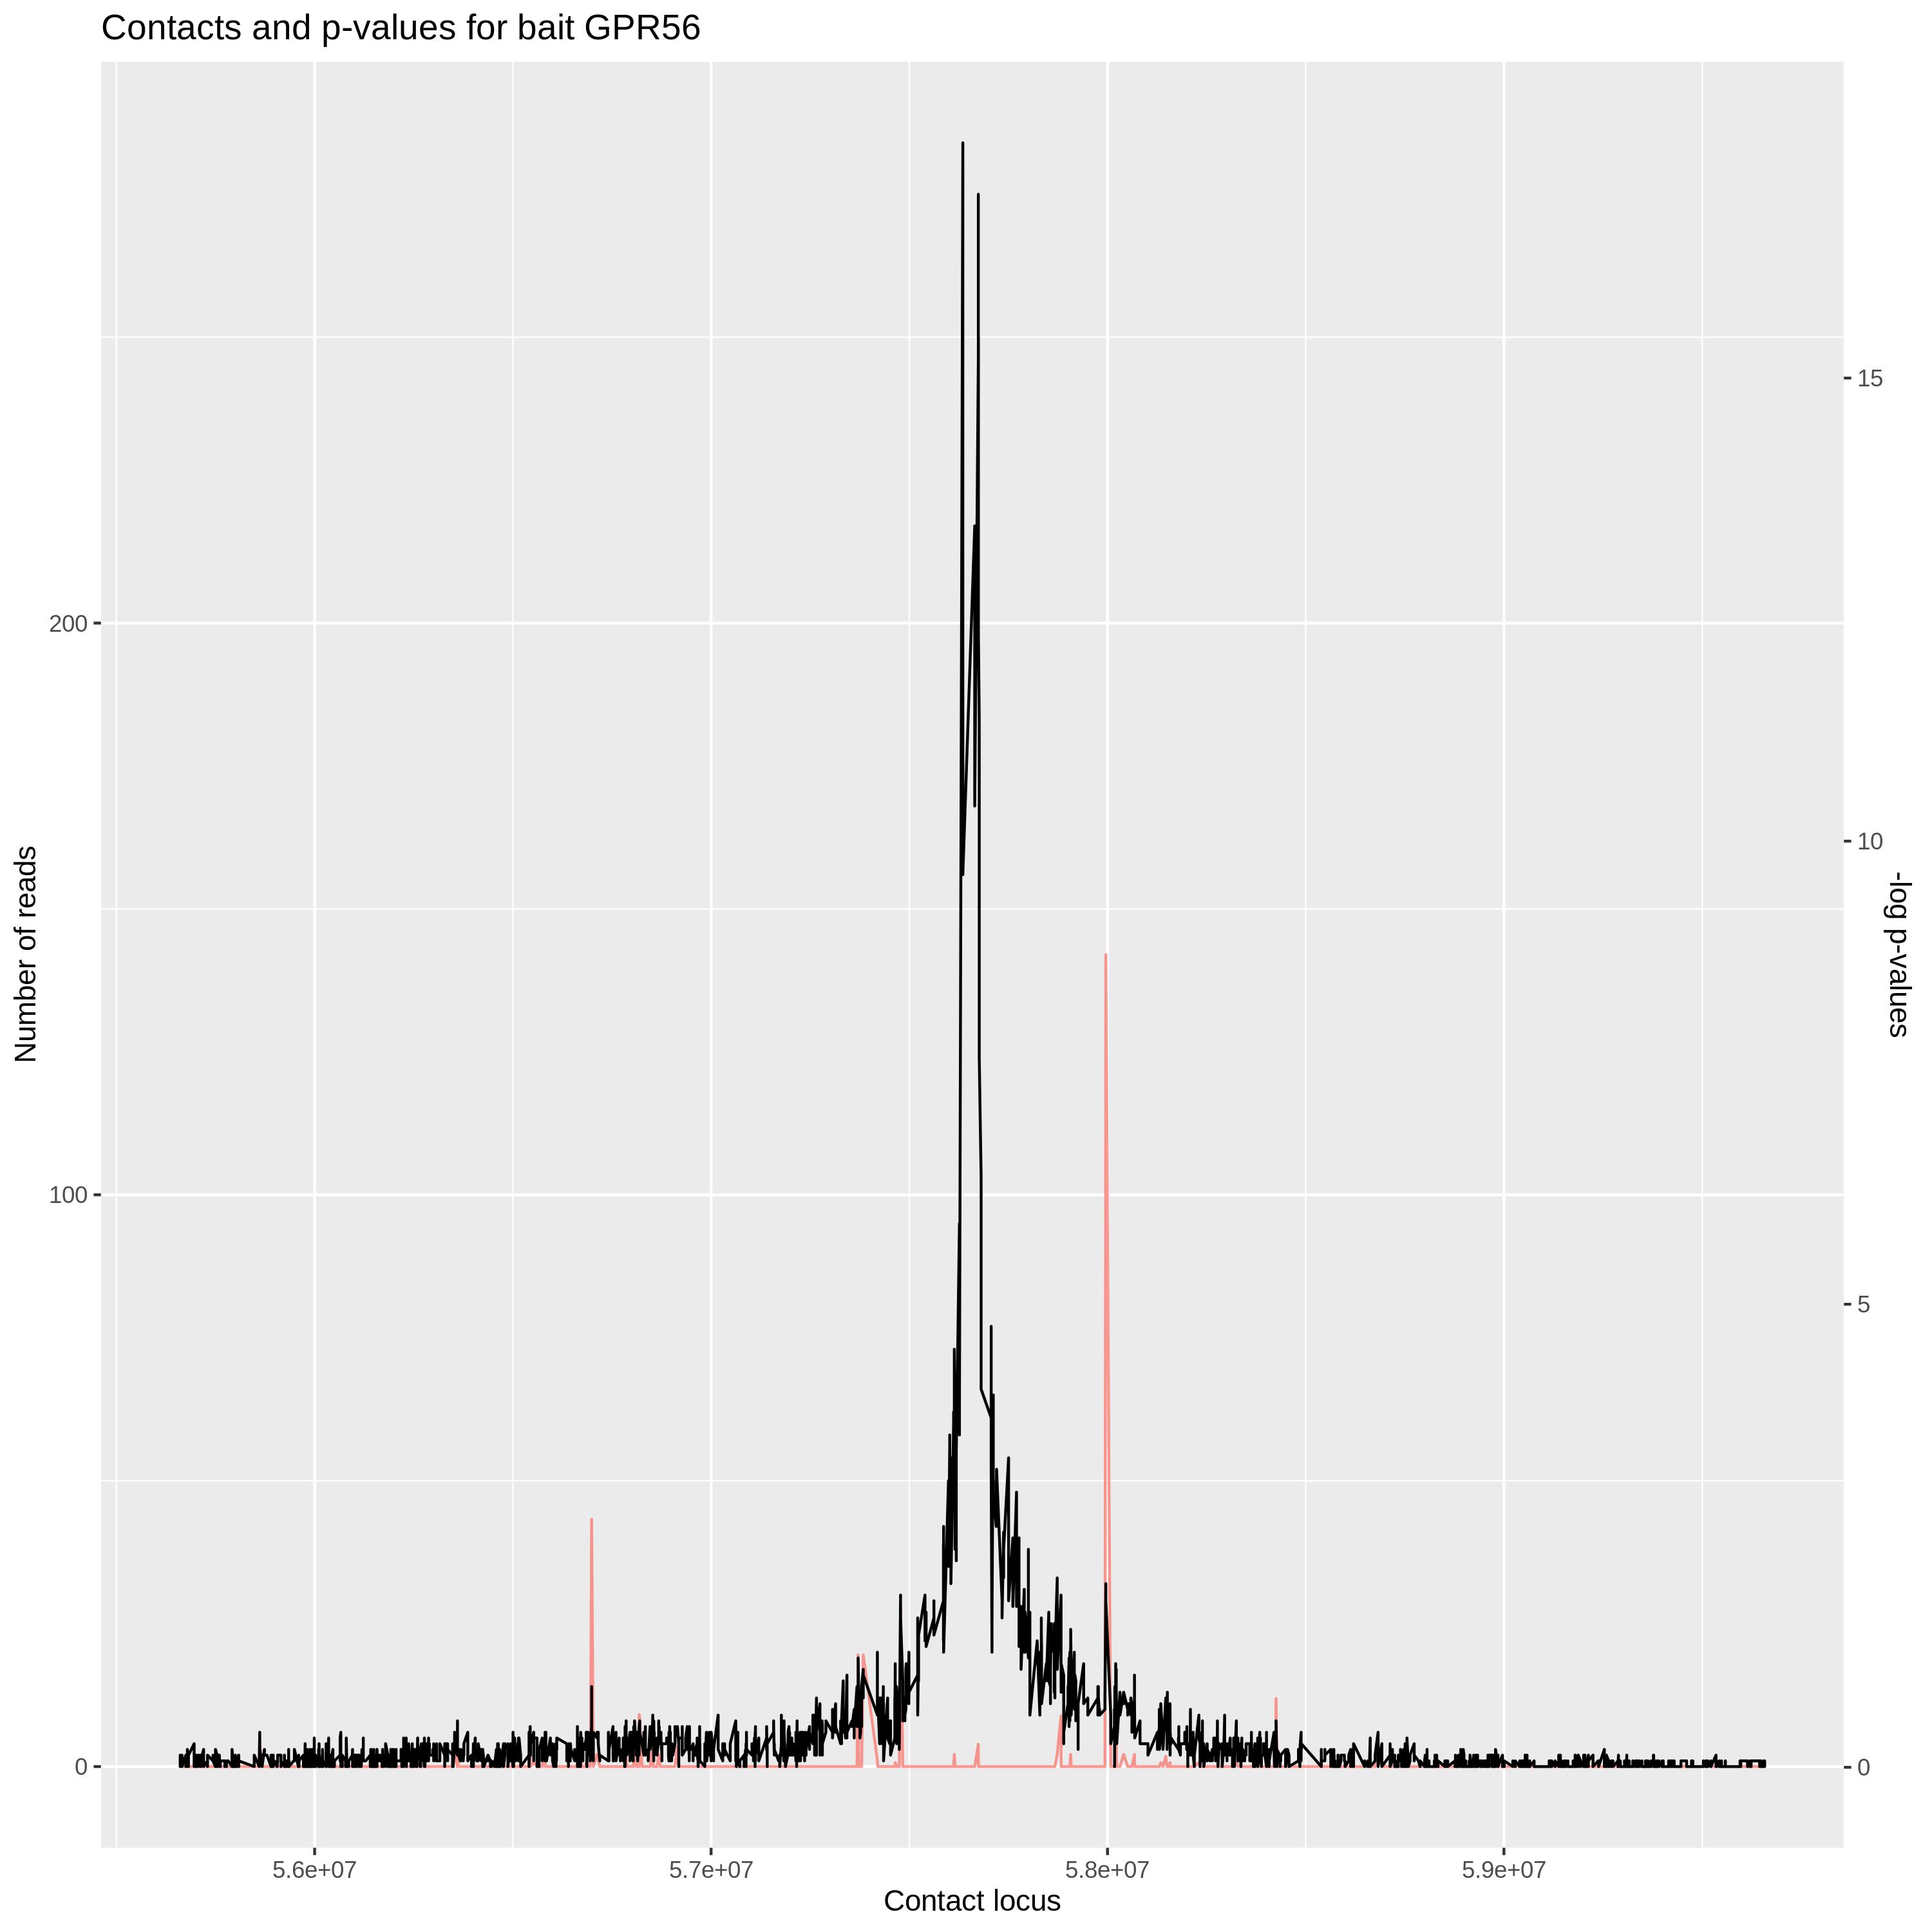 Contacts and p-values for bait GPR56
Number of reads
200
100
0
15
10
5
0
-log p-values
5.6e+07
5.7e+07
5.8e+07
5.9e+07
Contact locus